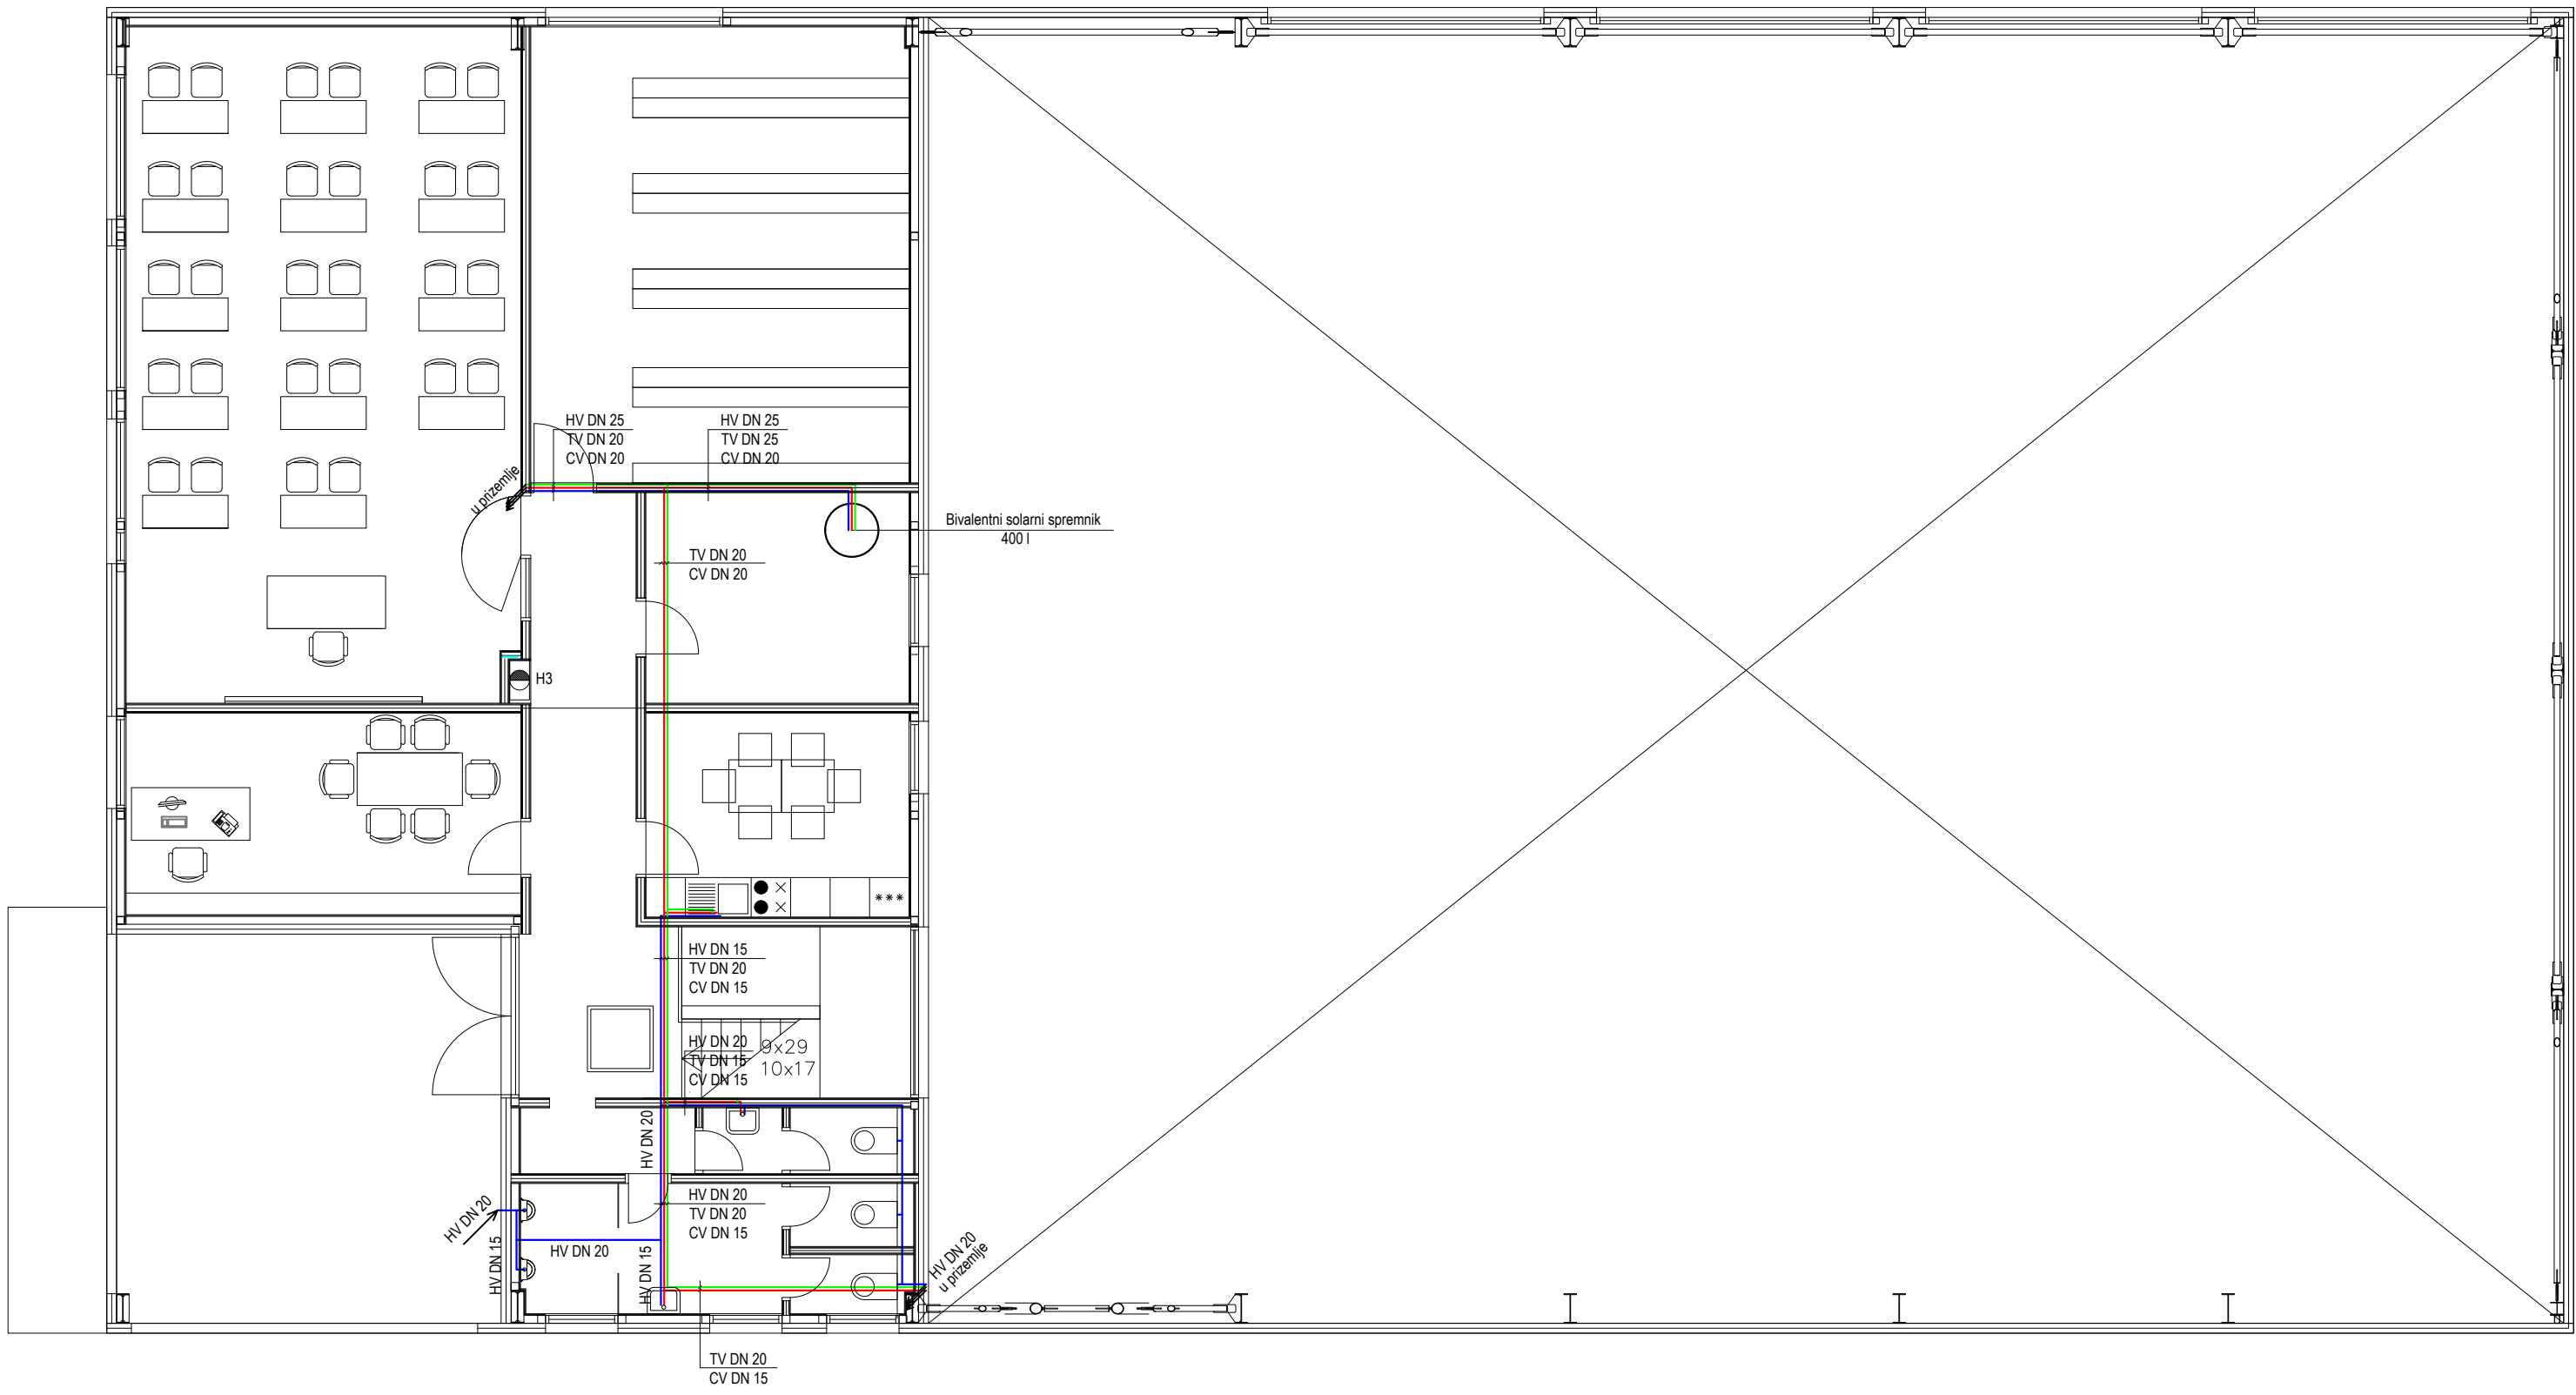 HV DN 25
TV DN 20
CV DN 20
HV DN 25
TV DN 25
CV DN 20
u prizemlje
Bivalentni solarni spremnik
400 l
TV DN 20
CV DN 20
H3
HV DN 15
TV DN 20
CV DN 15
HV DN 20
TV DN 15
CV DN 15
9x29
10x17
HV DN 20
HV DN 20
TV DN 20
CV DN 15
HV DN 20
HV DN 15
HV DN 20
HV DN 15
HV DN 20
u prizemlje
TV DN 20
CV DN 15